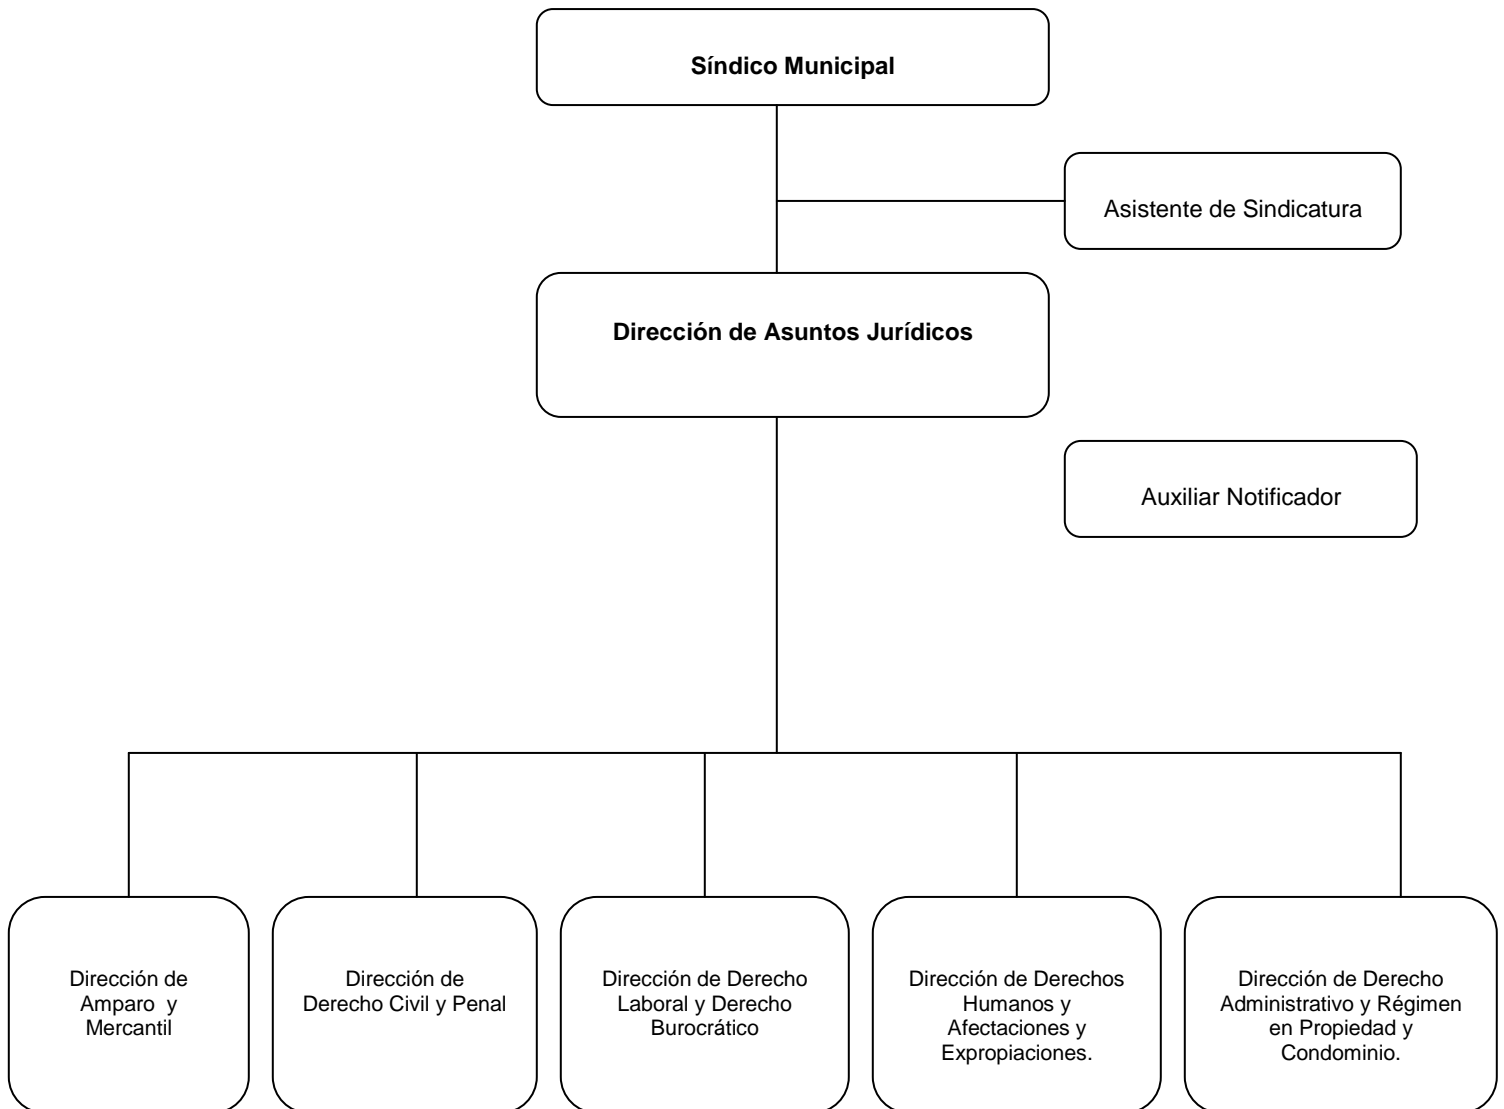 Síndico Municipal
Asistente de Sindicatura
Dirección de Asuntos Jurídicos
Auxiliar Notificador
Dirección de
Amparo y
Mercantil
Dirección de
Derecho Civil y Penal
Dirección de Derecho
Laboral y Derecho
Burocrático
Dirección de Derechos
Humanos y
Afectaciones y
Expropiaciones.
Dirección de Derecho
Administrativo y Régimen
en Propiedad y
Condominio.